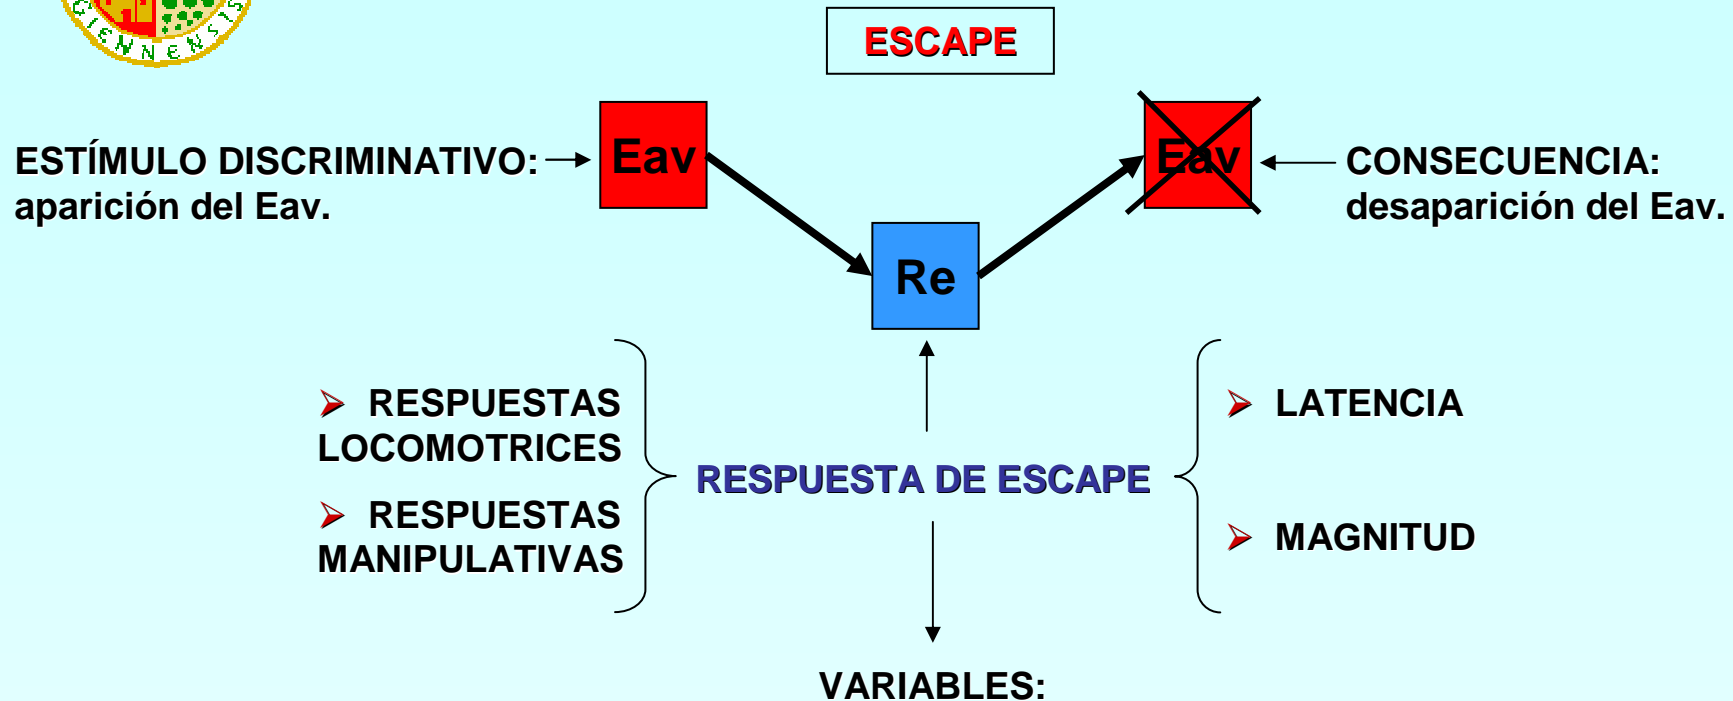 GIENNENSIS
ESCAPE
ESTÍMULO DISCRIMINATIVO:
aparición del Eav.
Eav
Eav
CONSECUENCIA:
desaparición del Eav.
Re
➢ RESPUESTAS
LOCOMOTRICES
➢ RESPUESTAS
MANIPULATIVAS
RESPUESTA DE ESCAPE
➢ LATENCIA
➢ MAGNITUD
VARIABLES: